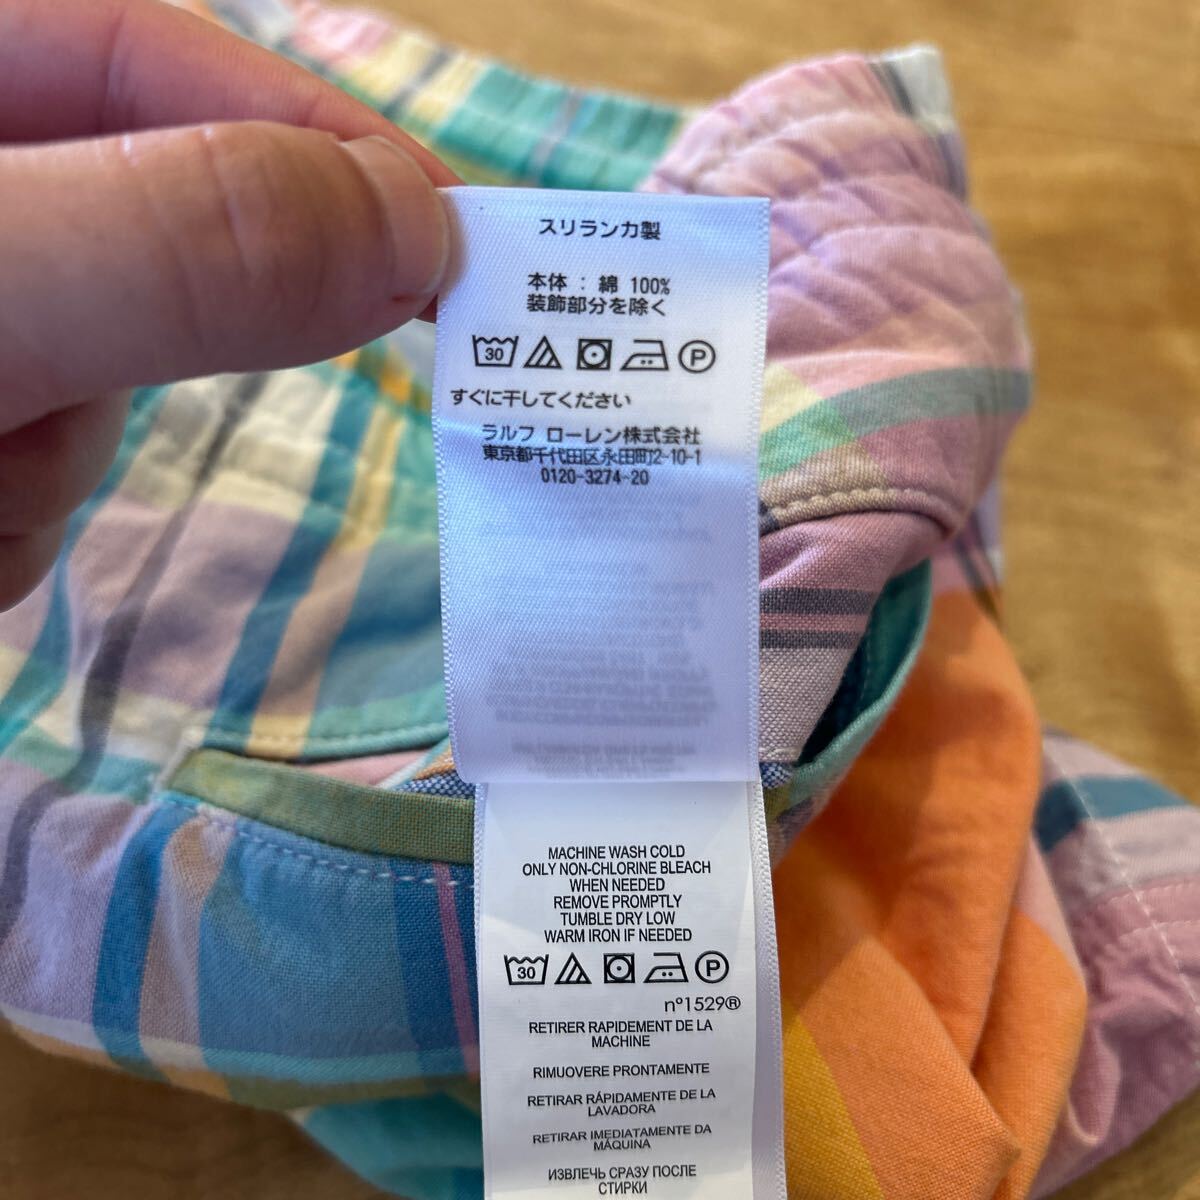 スリランカ製
本体 : 綿 100%
装飾部分を除く
30 P
すぐに干してください
ラルフ ローレン株式会社
東京都千代田区永田町2-10-1
0120-3274-20
MACHINE WASH COLD
ONLY NON-CHLORINE BLEACH
WHEN NEEDED
REMOVE PROMPTLY
TUMBLE DRY LOW
WARM IRON IF NEEDED
30 P
n°1529®
RETIRER RAPIDEMENT DE LA
MACHINE
RIMUOVERE PRONTAMENTE
RETIRAR RÁPIDAMENTE DE LA
LAVADORA
RETIRAR IMEDIATAMENTE DA
MÁQUINA
ИЗВЛЕЧЬ СРАЗУ ПОСЛЕ
СТИРКИ